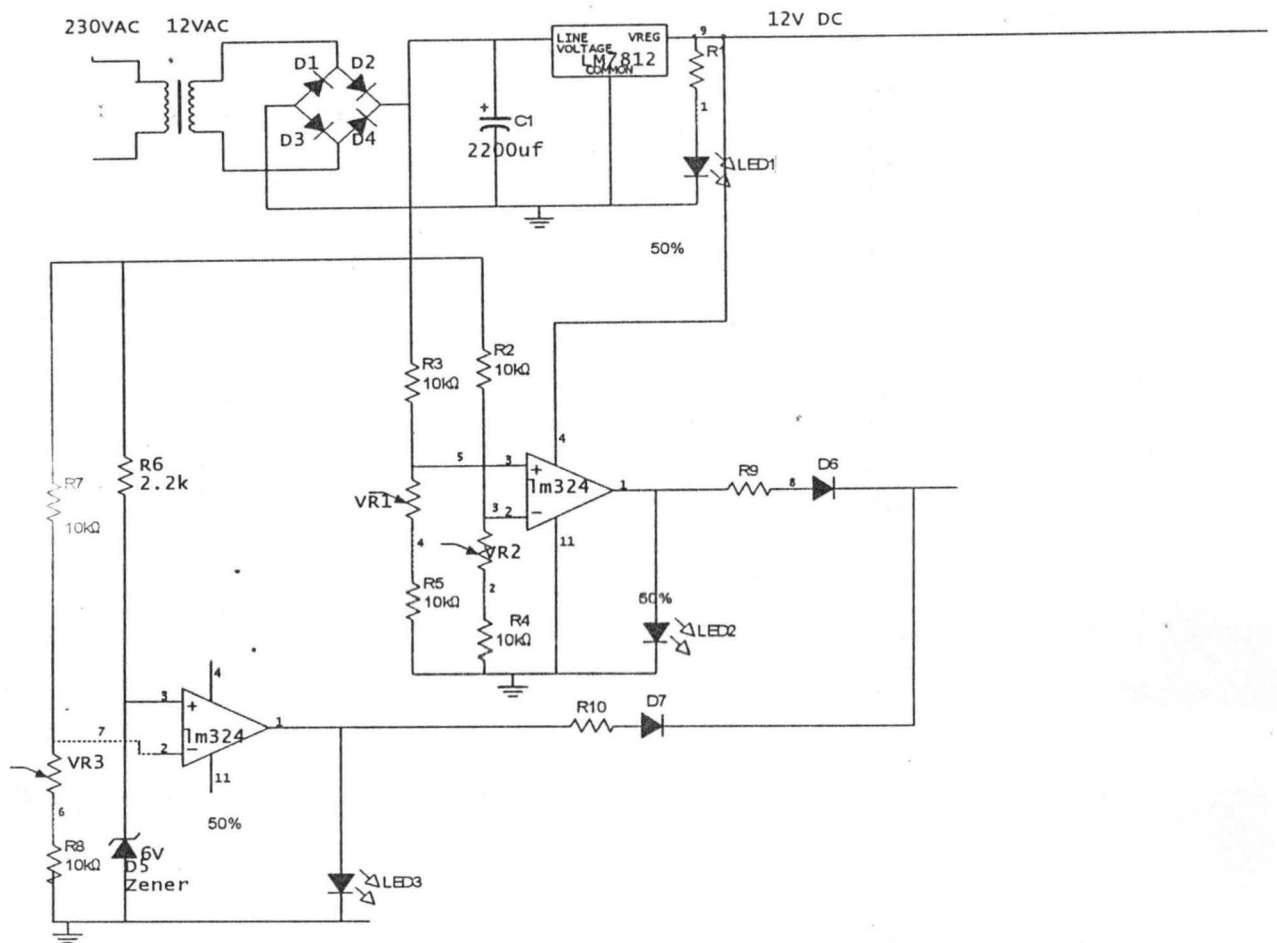 230VAC 12VAC
12V DC
LINE VREG
VOLTAGE
LM7812
COMMON
9
R1
1
LED1
D1 D2
D3 D4
+
C1
2200uf
50%
R3
10kΩ
R2
10kΩ
R6
2.2k
R7
10kΩ
4
5 3
+
lm324
1
R9
8
D6
VR1
3 2
−
VR2
4
11
2
R5
10kΩ
R4
10kΩ
50%
LED2
4
3
+
lm324
1
R10
D7
7
2
−
VR3
11
6
50%
R8
10kΩ
6V
D5
Zener
LED3